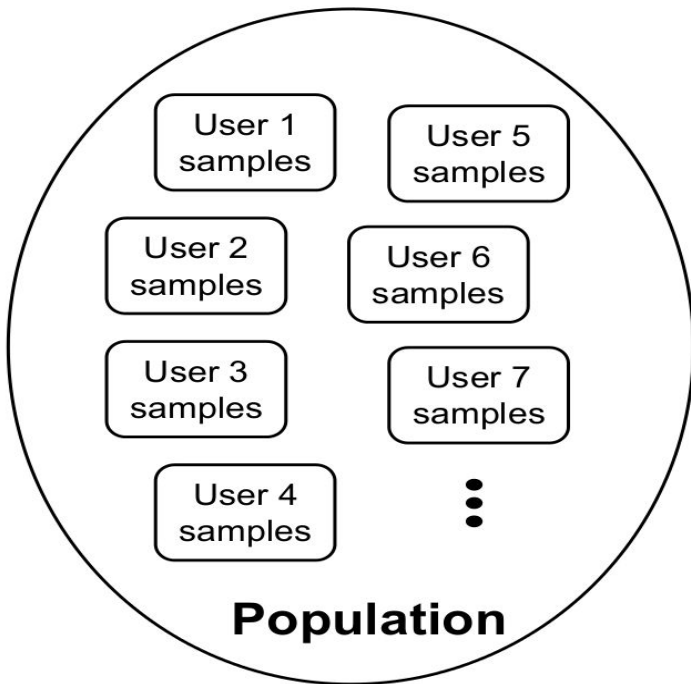 User 1
samples
User 2
samples
User 3
samples
User 4
samples
User 5
samples
User 6
samples
User 7
samples
Population